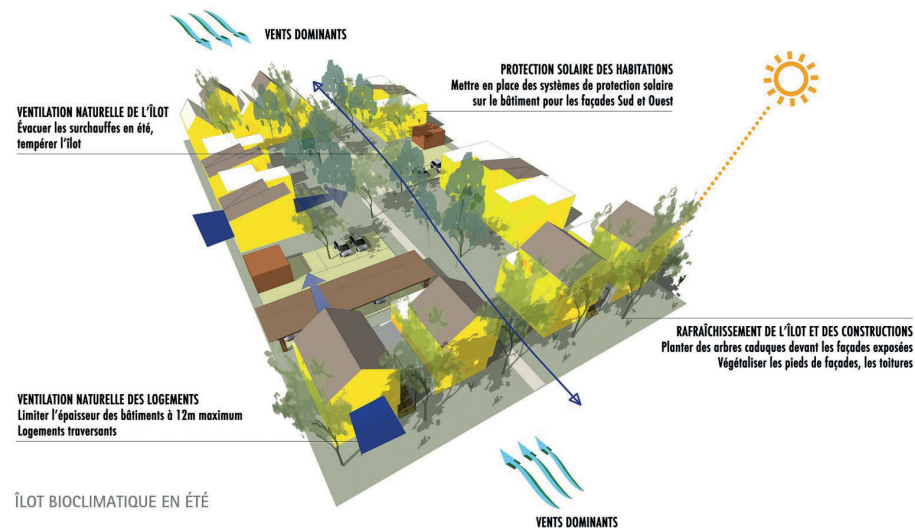 VENTS DOMINANTS
PROTECTION SOLAIRE DES HABITATIONS
Mettre en place des systèmes de protection solaire
sur le bâtiment pour les façades Sud et Ouest
VENTILATION NATURELLE DE L'ÎLOT
Évacuer les surchauffes en été,
tempérer l'îlot
RAFRAÎCHISSEMENT DE L'ÎLOT ET DES CONSTRUCTIONS
Planter des arbres caduques devant les façades exposées
Végétaliser les pieds de façades, les toitures
VENTILATION NATURELLE DES LOGEMENTS
Limiter l'épaisseur des bâtiments à 12m maximum
Logements traversants
ÎLOT BIOCLIMATIQUE EN ÉTÉ
VENTS DOMINANTS